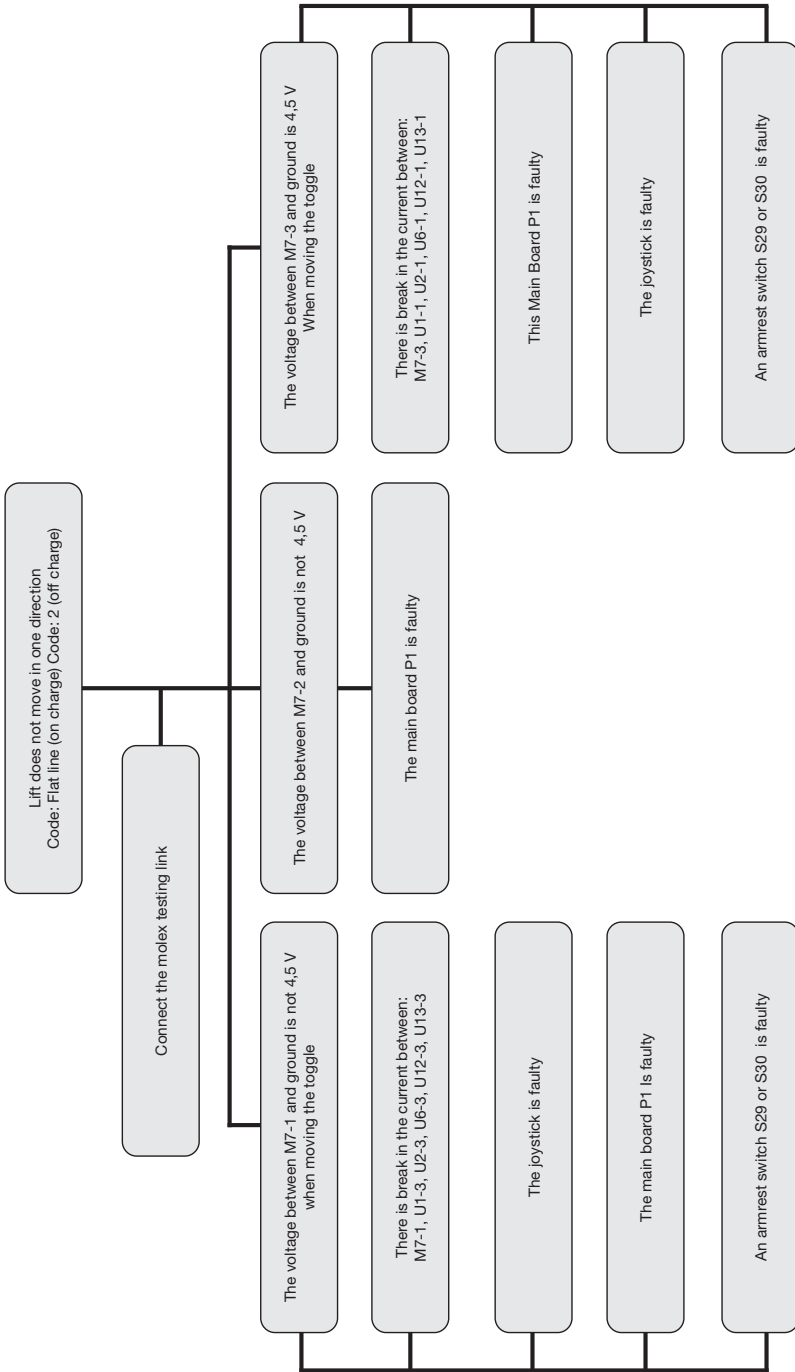 Lift does not move in one direction
Code: Flat line (on charge) Code: 2 (off charge)
Connect the molex testing link
The voltage between M7-1 and ground is not 4,5 V
when moving the toggle
There is break in the current between:
M7-1, U1-3, U2-3, U6-3, U12-3, U13-3
The joystick is faulty
The main board P1 Is faulty
An armrest switch S29 or S30  is faulty
The voltage between M7-2 and ground is not  4,5 V
The main board P1 is faulty
The voltage between M7-3 and ground is 4,5 V
When moving the toggle
There is break in the current between:
M7-3, U1-1, U2-1, U6-1, U12-1, U13-1
This Main Board P1 is faulty
The joystick is faulty
An armrest switch S29 or S30  is faulty